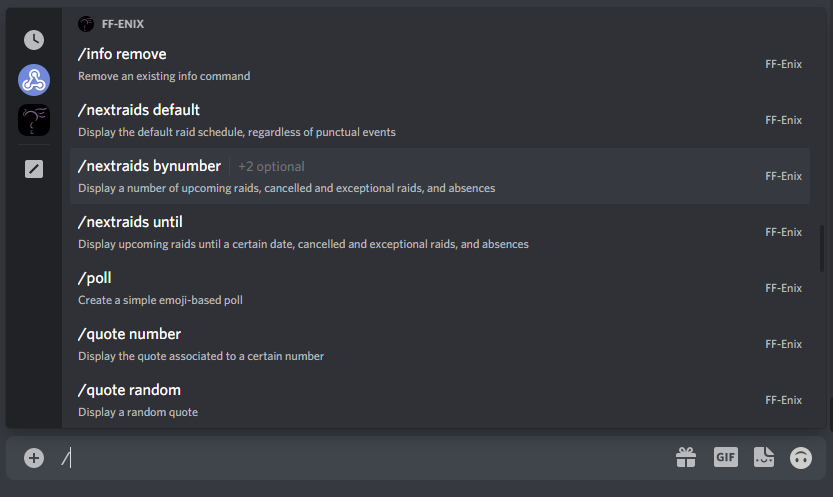 FF-ENIX
/info remove
Remove an existing info command
FF-Enix
/nextraids default
Display the default raid schedule, regardless of punctual events
FF-Enix
/nextraids bynumber +2 optional
Display a number of upcoming raids, cancelled and exceptional raids, and absences
FF-Enix
/nextraids until
Display upcoming raids until a certain date, cancelled and exceptional raids, and absences
FF-Enix
/poll
Create a simple emoji-based poll
FF-Enix
/quote number
Display the quote associated to a certain number
FF-Enix
/quote random
Display a random quote
FF-Enix
/
GIF